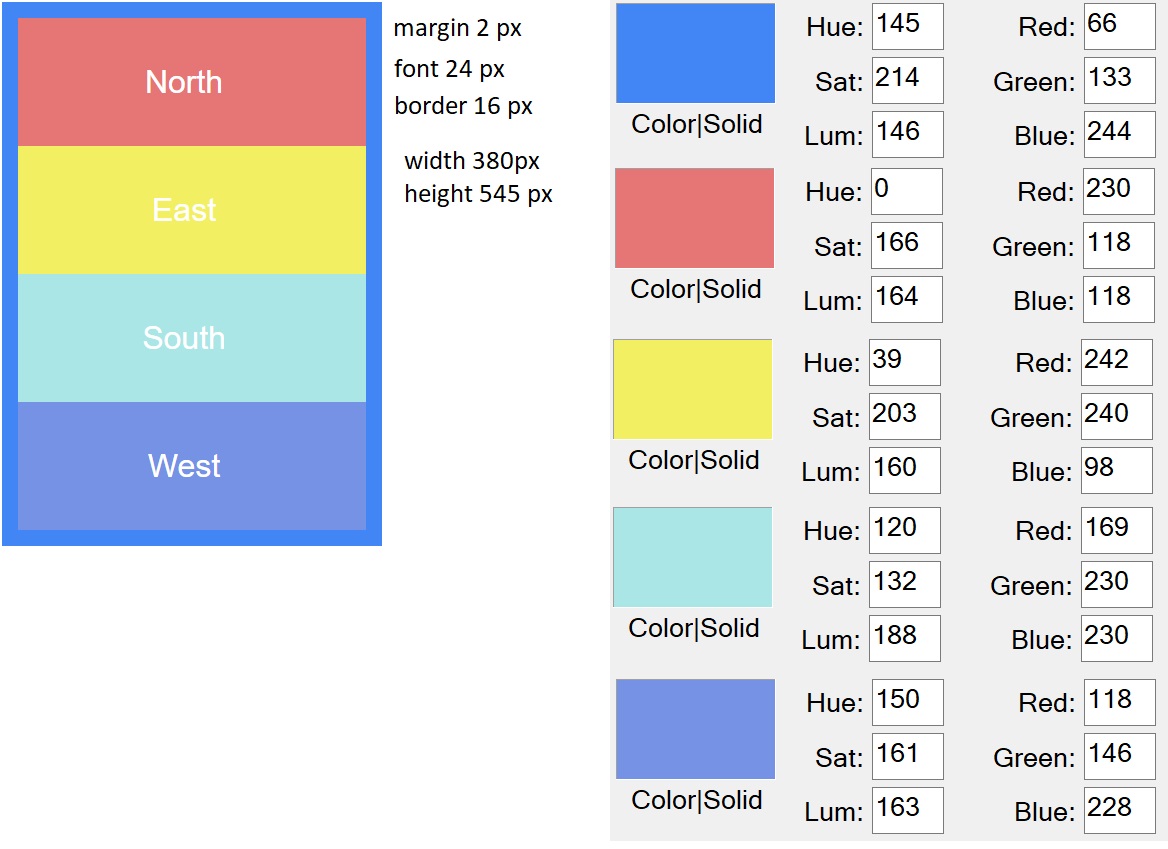 North
East
South
West
margin 2 px
font 24 px
border 16 px
width 380px
height 545 px
Hue: 145 Red: 66
Sat: 214 Green: 133
Color|Solid Lum: 146 Blue: 244
Hue: 0 Red: 230
Sat: 166 Green: 118
Color|Solid Lum: 164 Blue: 118
Hue: 39 Red: 242
Sat: 203 Green: 240
Color|Solid Lum: 160 Blue: 98
Hue: 120 Red: 169
Sat: 132 Green: 230
Color|Solid Lum: 188 Blue: 230
Hue: 150 Red: 118
Sat: 161 Green: 146
Color|Solid Lum: 163 Blue: 228